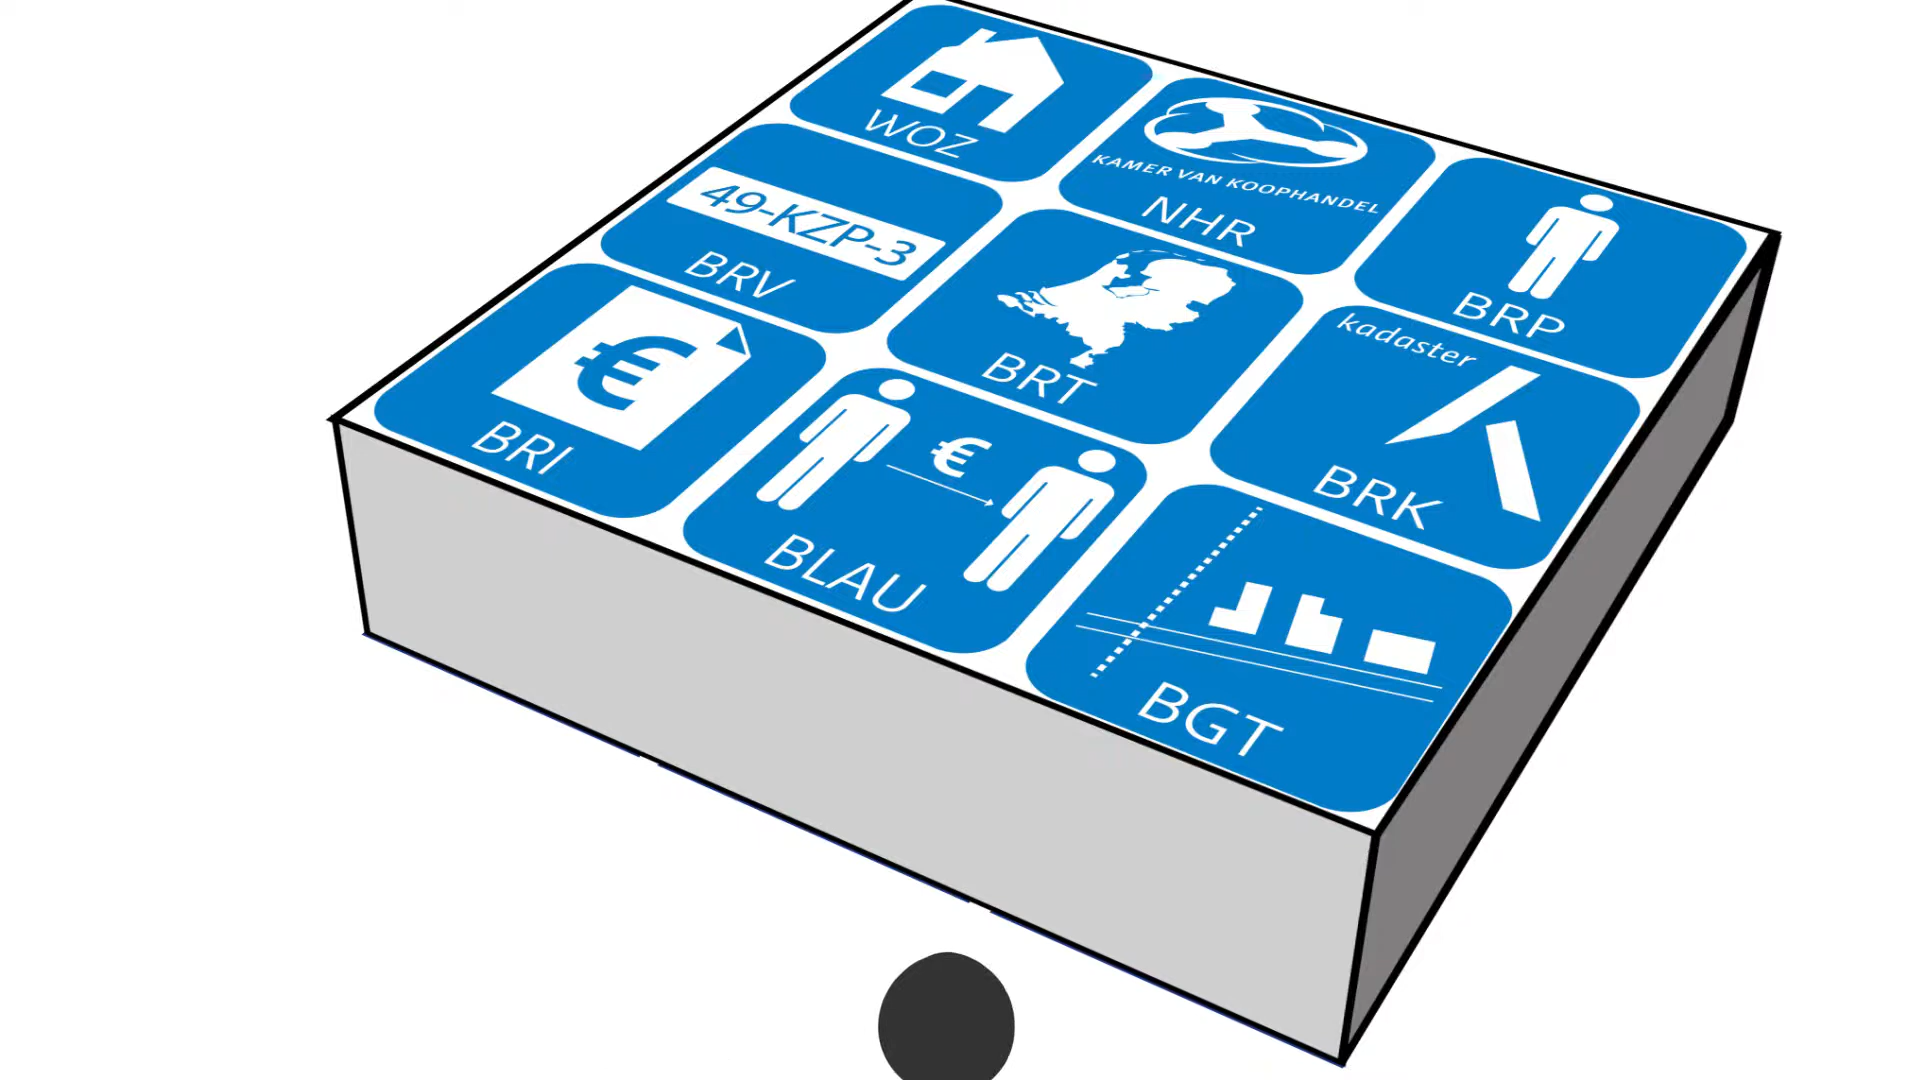 WOZ
KAMER VAN KOOPHANDEL
NHR
BRP
49-KZP-3
BRV
BRT
kadaster
BRK
€
BRI
€
BLAU
BGT